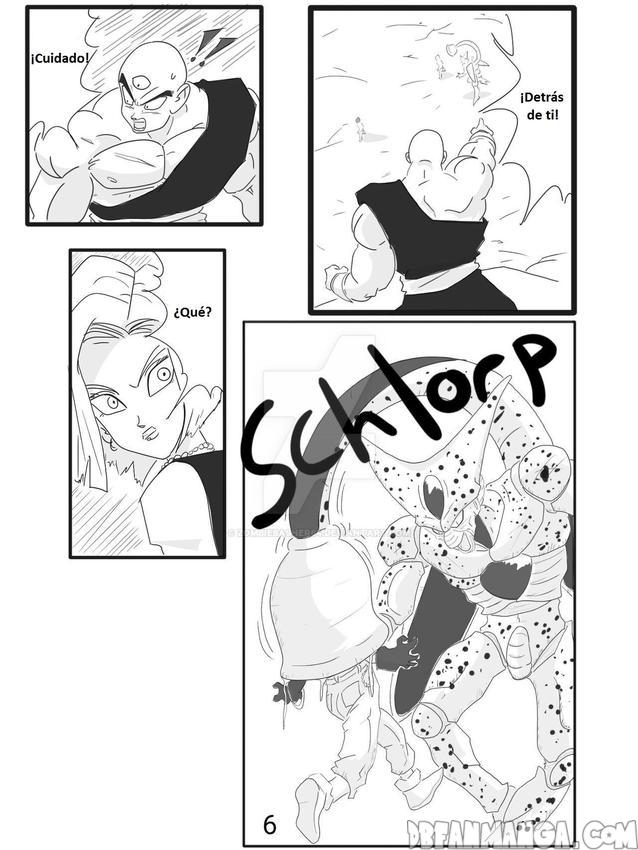 ¡Cuidado!
¡Detrás
de ti!
¿Qué?
Schlorp
6
DBFANMANGA.COM